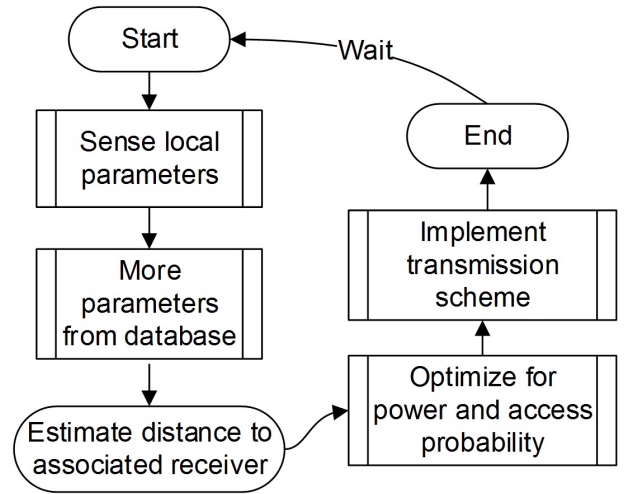 Start
Sense local
parameters
More
parameters
from database
Estimate distance to
associated receiver
Optimize for
power and access
probability
Implement
transmission
scheme
End
Wait